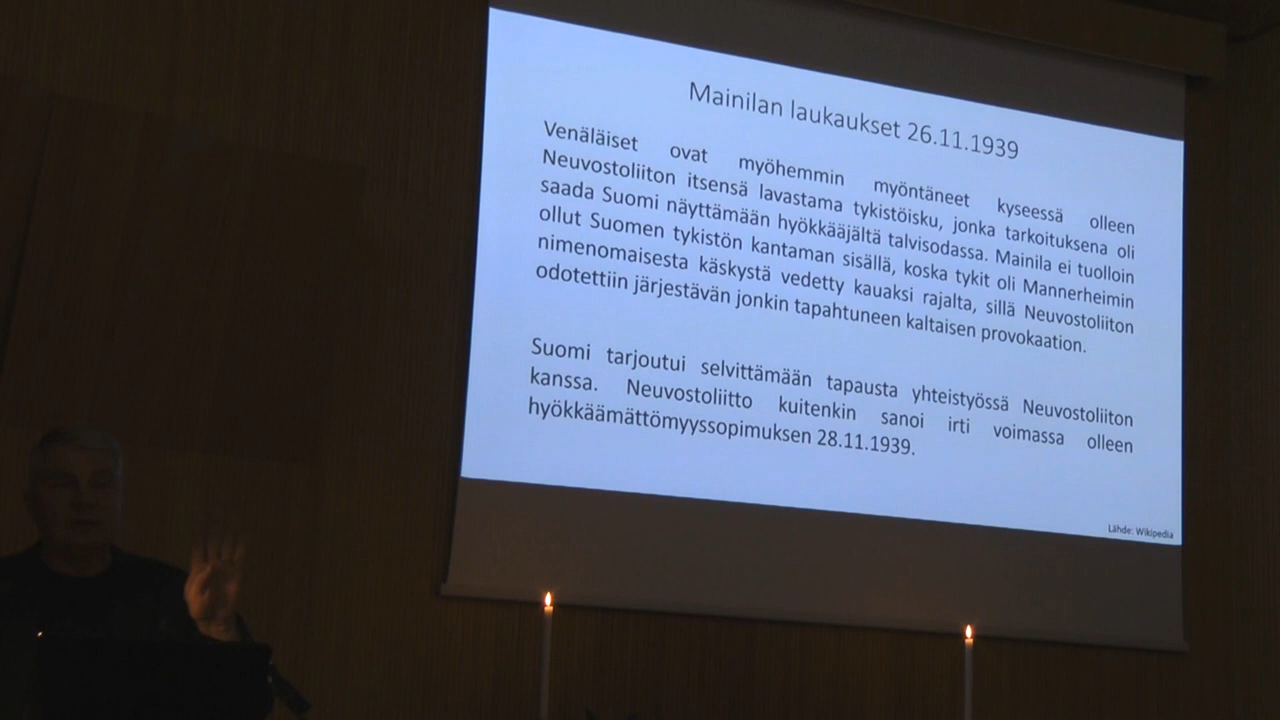 Mainilan laukaukset 26.11.1939
Venäläiset ovat myöhemmin myöntäneet kyseessä olleen
Neuvostoliiton itsensä lavastama tykistöisku, jonka tarkoituksena oli
saada Suomi näyttämään hyökkääjältä talvisodassa. Mainila ei tuolloin
ollut Suomen tykistön kantaman sisällä, koska tykit oli Mannerheimin
nimenomaisesta käskystä vedetty kauaksi rajalta, sillä Neuvostoliiton
odotettiin järjestävän jonkin tapahtuneen kaltaisen provokaation.
Suomi tarjoutui selvittämään tapausta yhteistyössä Neuvostoliiton
kanssa. Neuvostoliitto kuitenkin sanoi irti voimassa olleen
hyökkäämättömyyssopimuksen 28.11.1939.
Lähde: Wikipedia